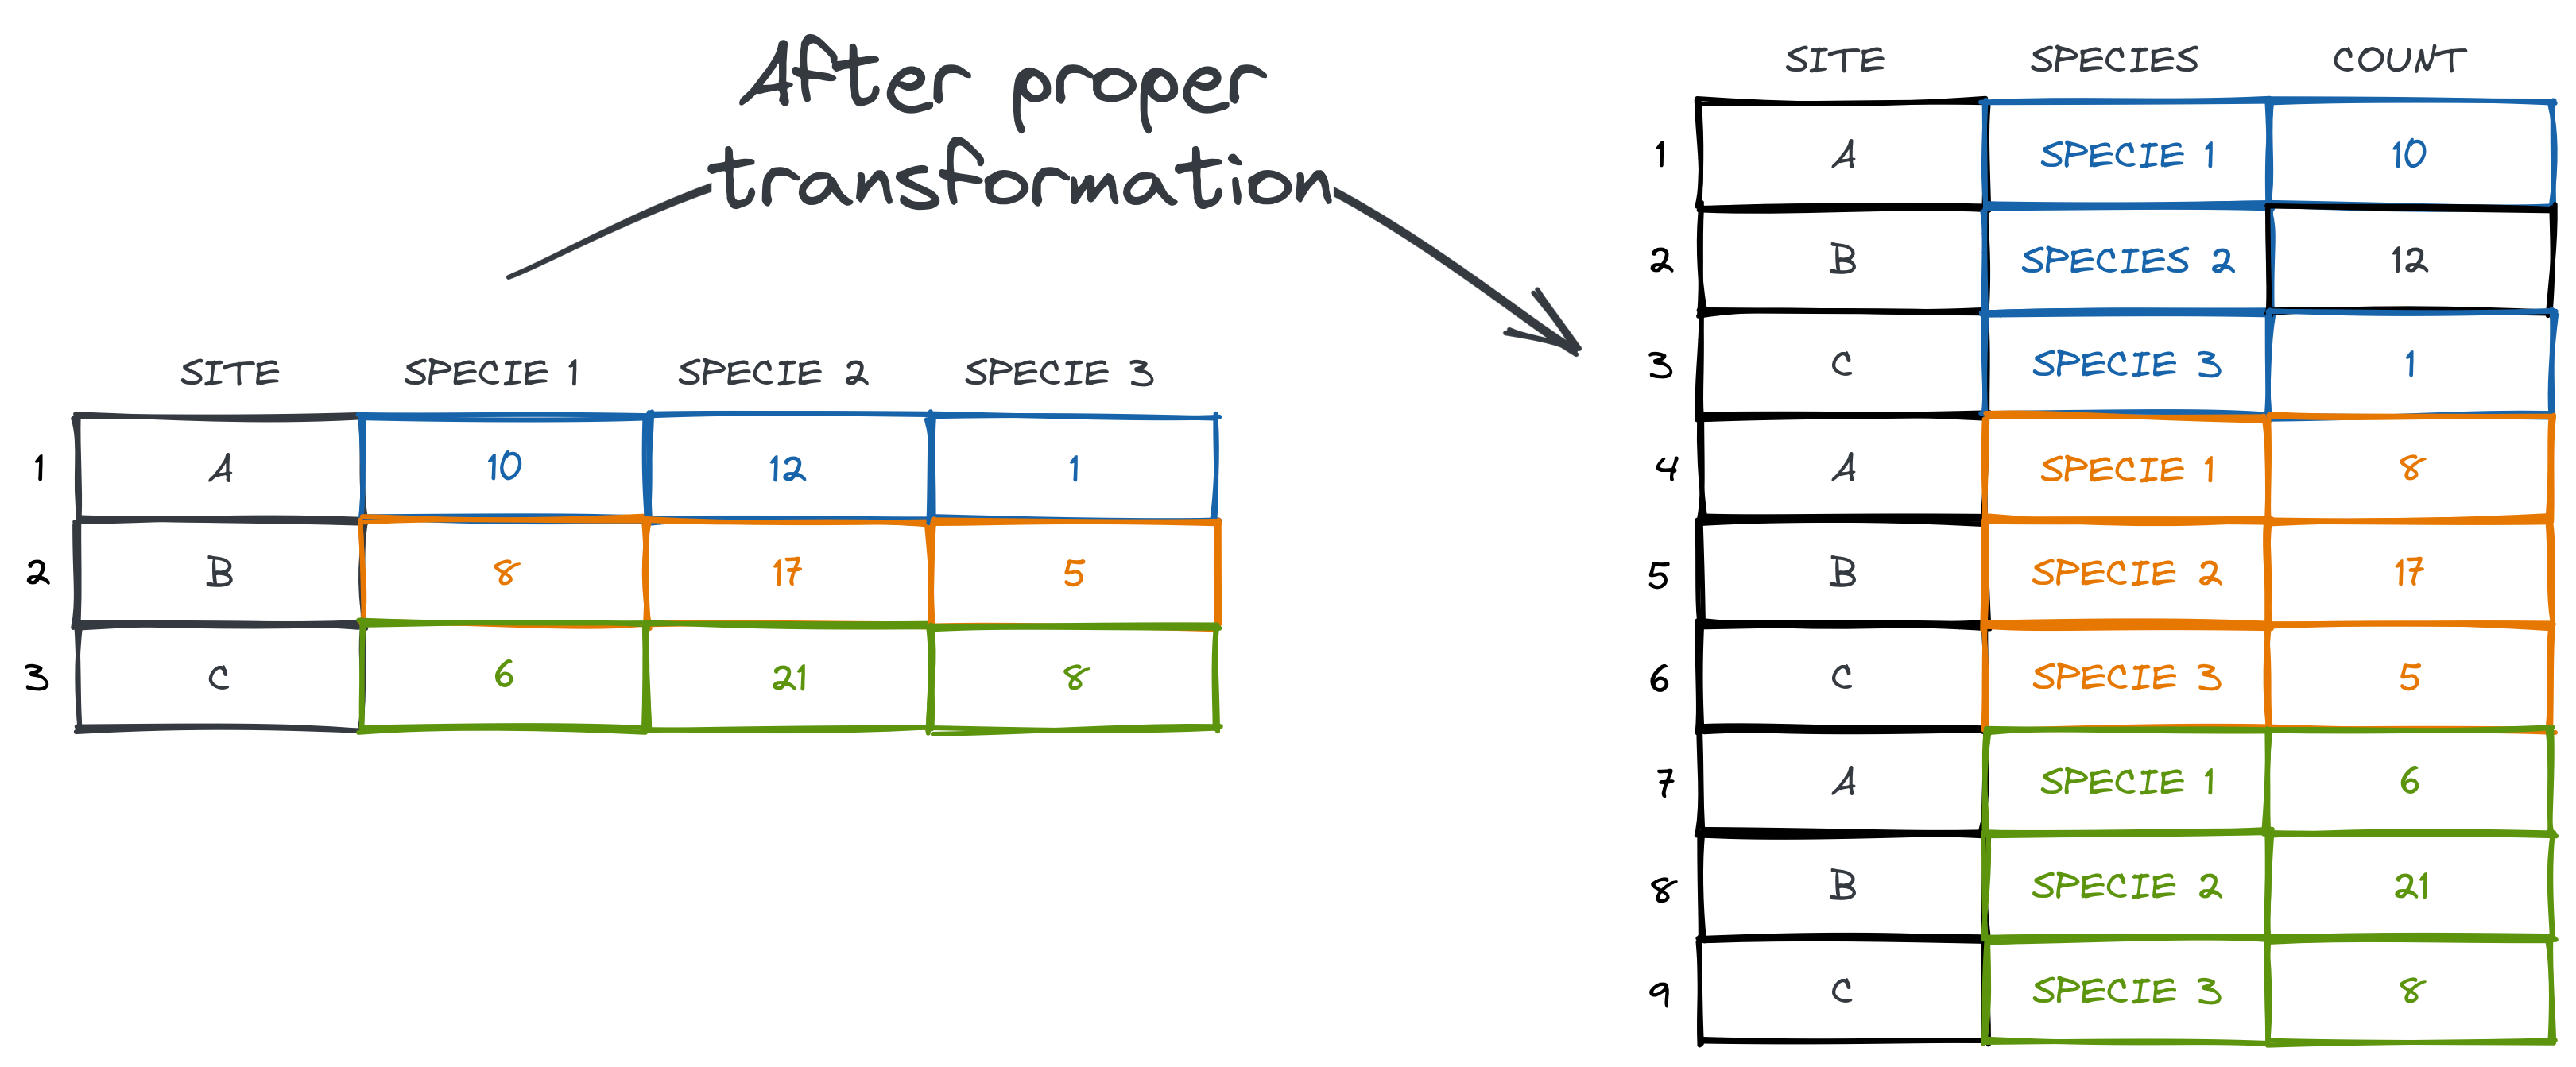 After proper
transformation
SITE SPECIE 1 SPECIE 2 SPECIE 3
1 A 10 12 1
2 B 8 17 5
3 C 6 21 8
SITE SPECIES COUNT
1 A SPECIE 1 10
2 B SPECIES 2 12
3 C SPECIE 3 1
4 A SPECIE 1 8
5 B SPECIE 2 17
6 C SPECIE 3 5
7 A SPECIE 1 6
8 B SPECIE 2 21
9 C SPECIE 3 8